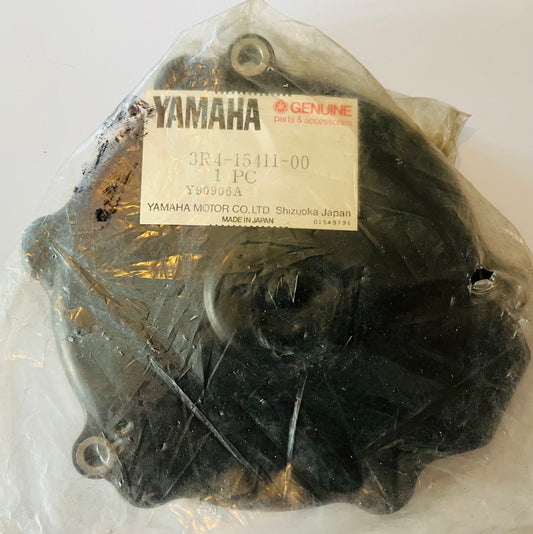 YAMAHA
GENUINE
parts & accessories
3R4-15411-00
1 PC
Y90906A
YAMAHA MOTOR CO.,LTD Shizuoka Japan
MADE IN JAPAN
01549791